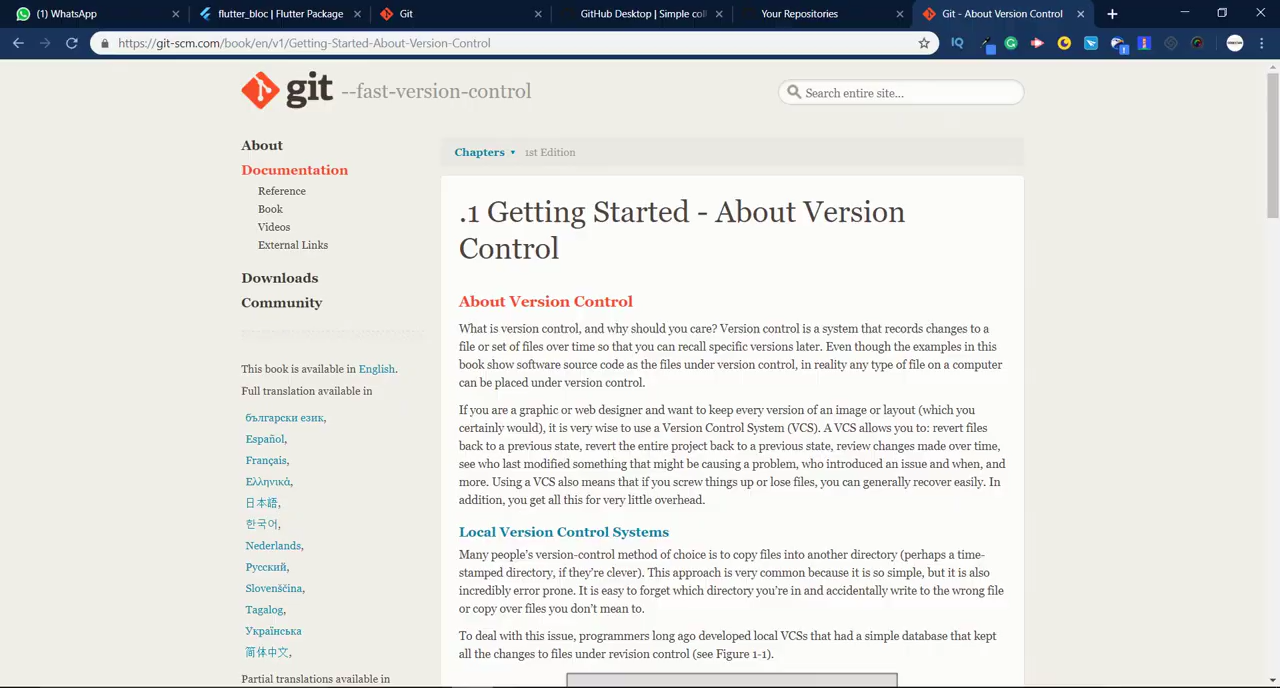 (1) WhatsApp
flutter_bloc | Flutter Package
Git
GitHub Desktop | Simple coll
Your Repositories
Git - About Version Control
https://git-scm.com/book/en/v1/Getting-Started-About-Version-Control
git --fast-version-control
Search entire site...
About
Documentation
Reference
Book
Videos
External Links
Downloads
Community
This book is available in English.
Full translation available in
български език,
Español,
Français,
Ελληνικά,
日本語,
한국어,
Nederlands,
Русский,
Slovenščina,
Tagalog,
Українська
简体中文,
Partial translations available in
Chapters ▾ 1st Edition
.1 Getting Started - About Version
Control
About Version Control
What is version control, and why should you care? Version control is a system that records changes to a
file or set of files over time so that you can recall specific versions later. Even though the examples in this
book show software source code as the files under version control, in reality any type of file on a computer
can be placed under version control.
If you are a graphic or web designer and want to keep every version of an image or layout (which you
certainly would), it is very wise to use a Version Control System (VCS). A VCS allows you to: revert files
back to a previous state, revert the entire project back to a previous state, review changes made over time,
see who last modified something that might be causing a problem, who introduced an issue and when, and
more. Using a VCS also means that if you screw things up or lose files, you can generally recover easily. In
addition, you get all this for very little overhead.
Local Version Control Systems
Many people's version-control method of choice is to copy files into another directory (perhaps a time-
stamped directory, if they're clever). This approach is very common because it is so simple, but it is also
incredibly error prone. It is easy to forget which directory you're in and accidentally write to the wrong file
or copy over files you don't mean to.
To deal with this issue, programmers long ago developed local VCSs that had a simple database that kept
all the changes to files under revision control (see Figure 1-1).